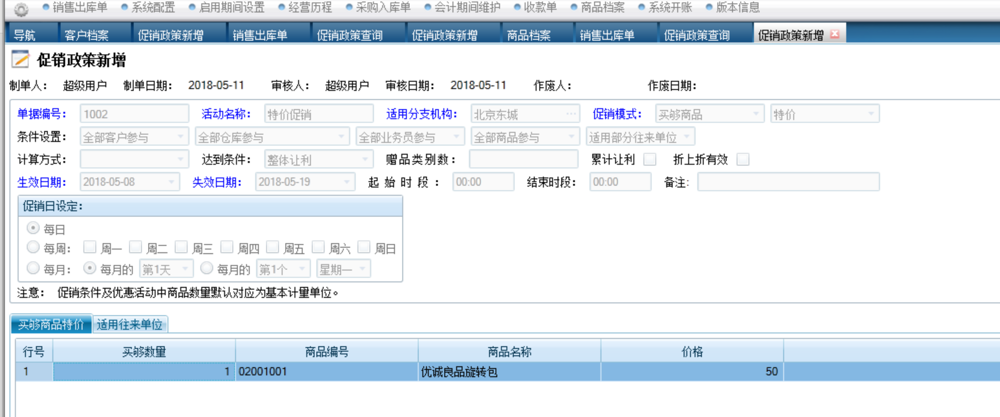 销售出库单 系统配置 启用期间设置 经营历程 采购入库单 会计期间维护 收款单 商品档案 系统开账 版本信息
导航 客户档案 促销政策新增 销售出库单 促销政策查询 促销政策新增 商品档案 销售出库单 促销政策查询 促销政策新增
促销政策新增
制单人： 超级用户 制单日期： 2018-05-11 审核人： 超级用户 审核日期： 2018-05-11 作废人： 作废日期：
单据编号： 1002 活动名称： 特价促销 适用分支机构： 北京东城 ... 促销模式： 买够商品 特价
条件设置： 全部客户参与 全部仓库参与 全部业务员参与 全部商品参与 适用部分往来单位
计算方式： 达到条件： 整体让利 赠品类别数： 累计让利 折上折有效
生效日期： 2018-05-08 失效日期： 2018-05-19 起始时段： 00:00 结束时段： 00:00 备注:
促销日设定：
每日
每周： 周一 周二 周三 周四 周五 周六 周日
每月： 每月的 第1天 每月的 第1个 星期一
注意： 促销条件及优惠活动中商品数量默认对应为基本计量单位。
买够商品特价 适用往来单位
行号 买够数量 商品编号 商品名称 价格
1 1 02001001 优诚良品旋转包 50